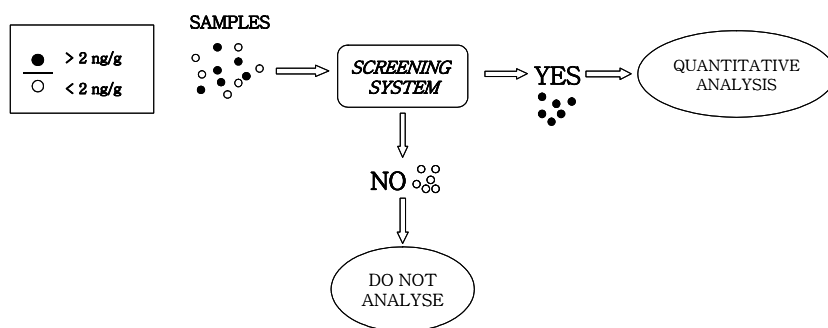 SAMPLES
> 2 ng/g
< 2 ng/g
SCREENING
SYSTEM
YES
QUANTITATIVE
ANALYSIS
NO
DO NOT
ANALYSE